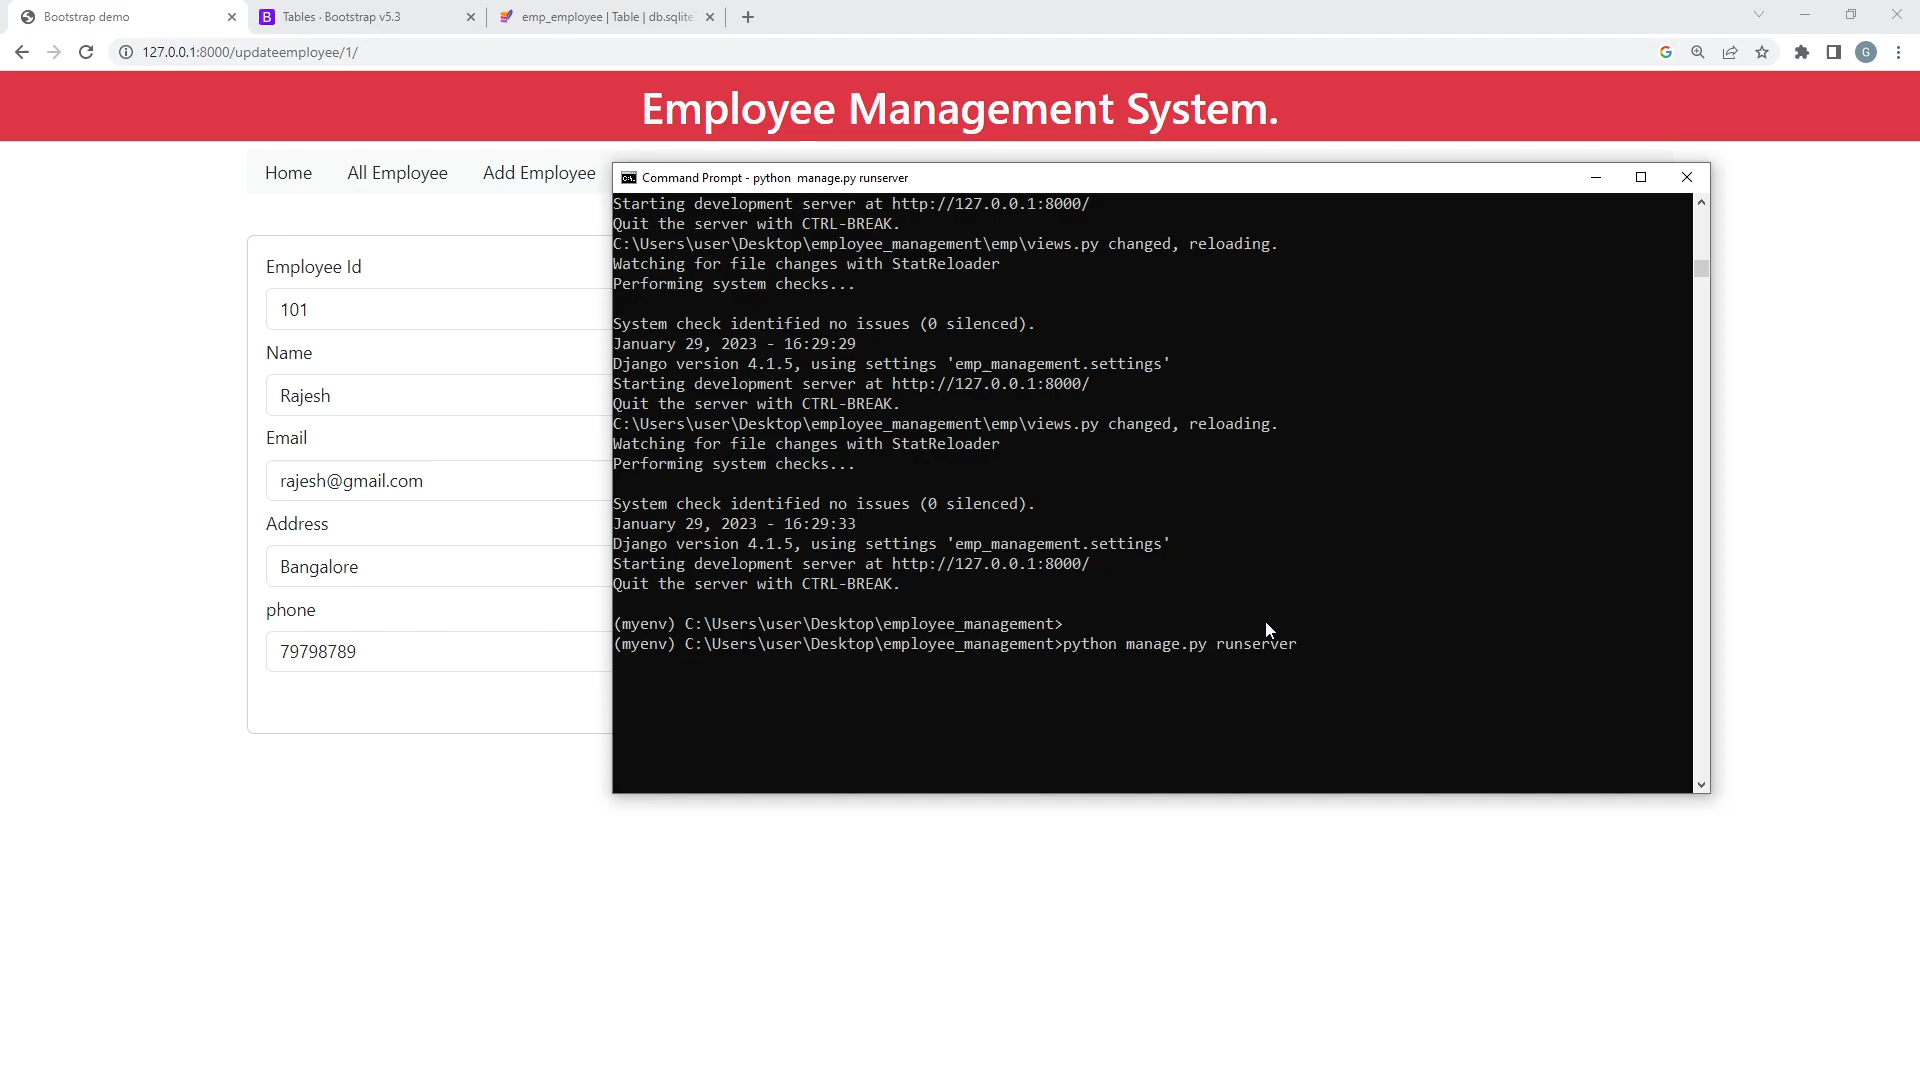 Bootstrap demo
Tables · Bootstrap v5.3
emp_employee | Table | db.sqlite
127.0.0.1:8000/updateemployee/1/
G
Employee Management System.
Home
All Employee
Add Employee
Employee Id
101
Name
Rajesh
Email
rajesh@gmail.com
Address
Bangalore
phone
79798789
Command Prompt - python  manage.py runserver
Starting development server at http://127.0.0.1:8000/
Quit the server with CTRL-BREAK.
C:\Users\user\Desktop\employee_management\emp\views.py changed, reloading.
Watching for file changes with StatReloader
Performing system checks...
System check identified no issues (0 silenced).
January 29, 2023 - 16:29:29
Django version 4.1.5, using settings 'emp_management.settings'
Starting development server at http://127.0.0.1:8000/
Quit the server with CTRL-BREAK.
C:\Users\user\Desktop\employee_management\emp\views.py changed, reloading.
Watching for file changes with StatReloader
Performing system checks...
System check identified no issues (0 silenced).
January 29, 2023 - 16:29:33
Django version 4.1.5, using settings 'emp_management.settings'
Starting development server at http://127.0.0.1:8000/
Quit the server with CTRL-BREAK.
(myenv) C:\Users\user\Desktop\employee_management>
(myenv) C:\Users\user\Desktop\employee_management>python manage.py runserver